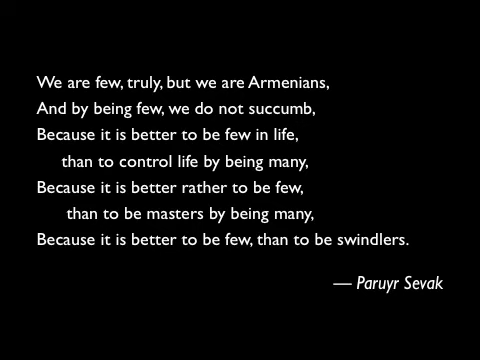 We are few, truly, but we are Armenians,
And by being few, we do not succumb,
Because it is better to be few in life,
than to control life by being many,
Because it is better rather to be few,
than to be masters by being many,
Because it is better to be few, than to be swindlers.
— Paruyr Sevak